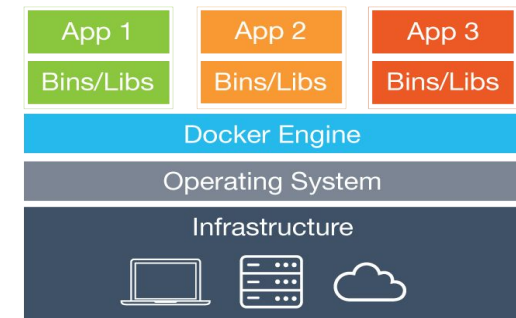 App 1
App 2
App 3
Bins/Libs
Bins/Libs
Bins/Libs
Docker Engine
Operating System
Infrastructure